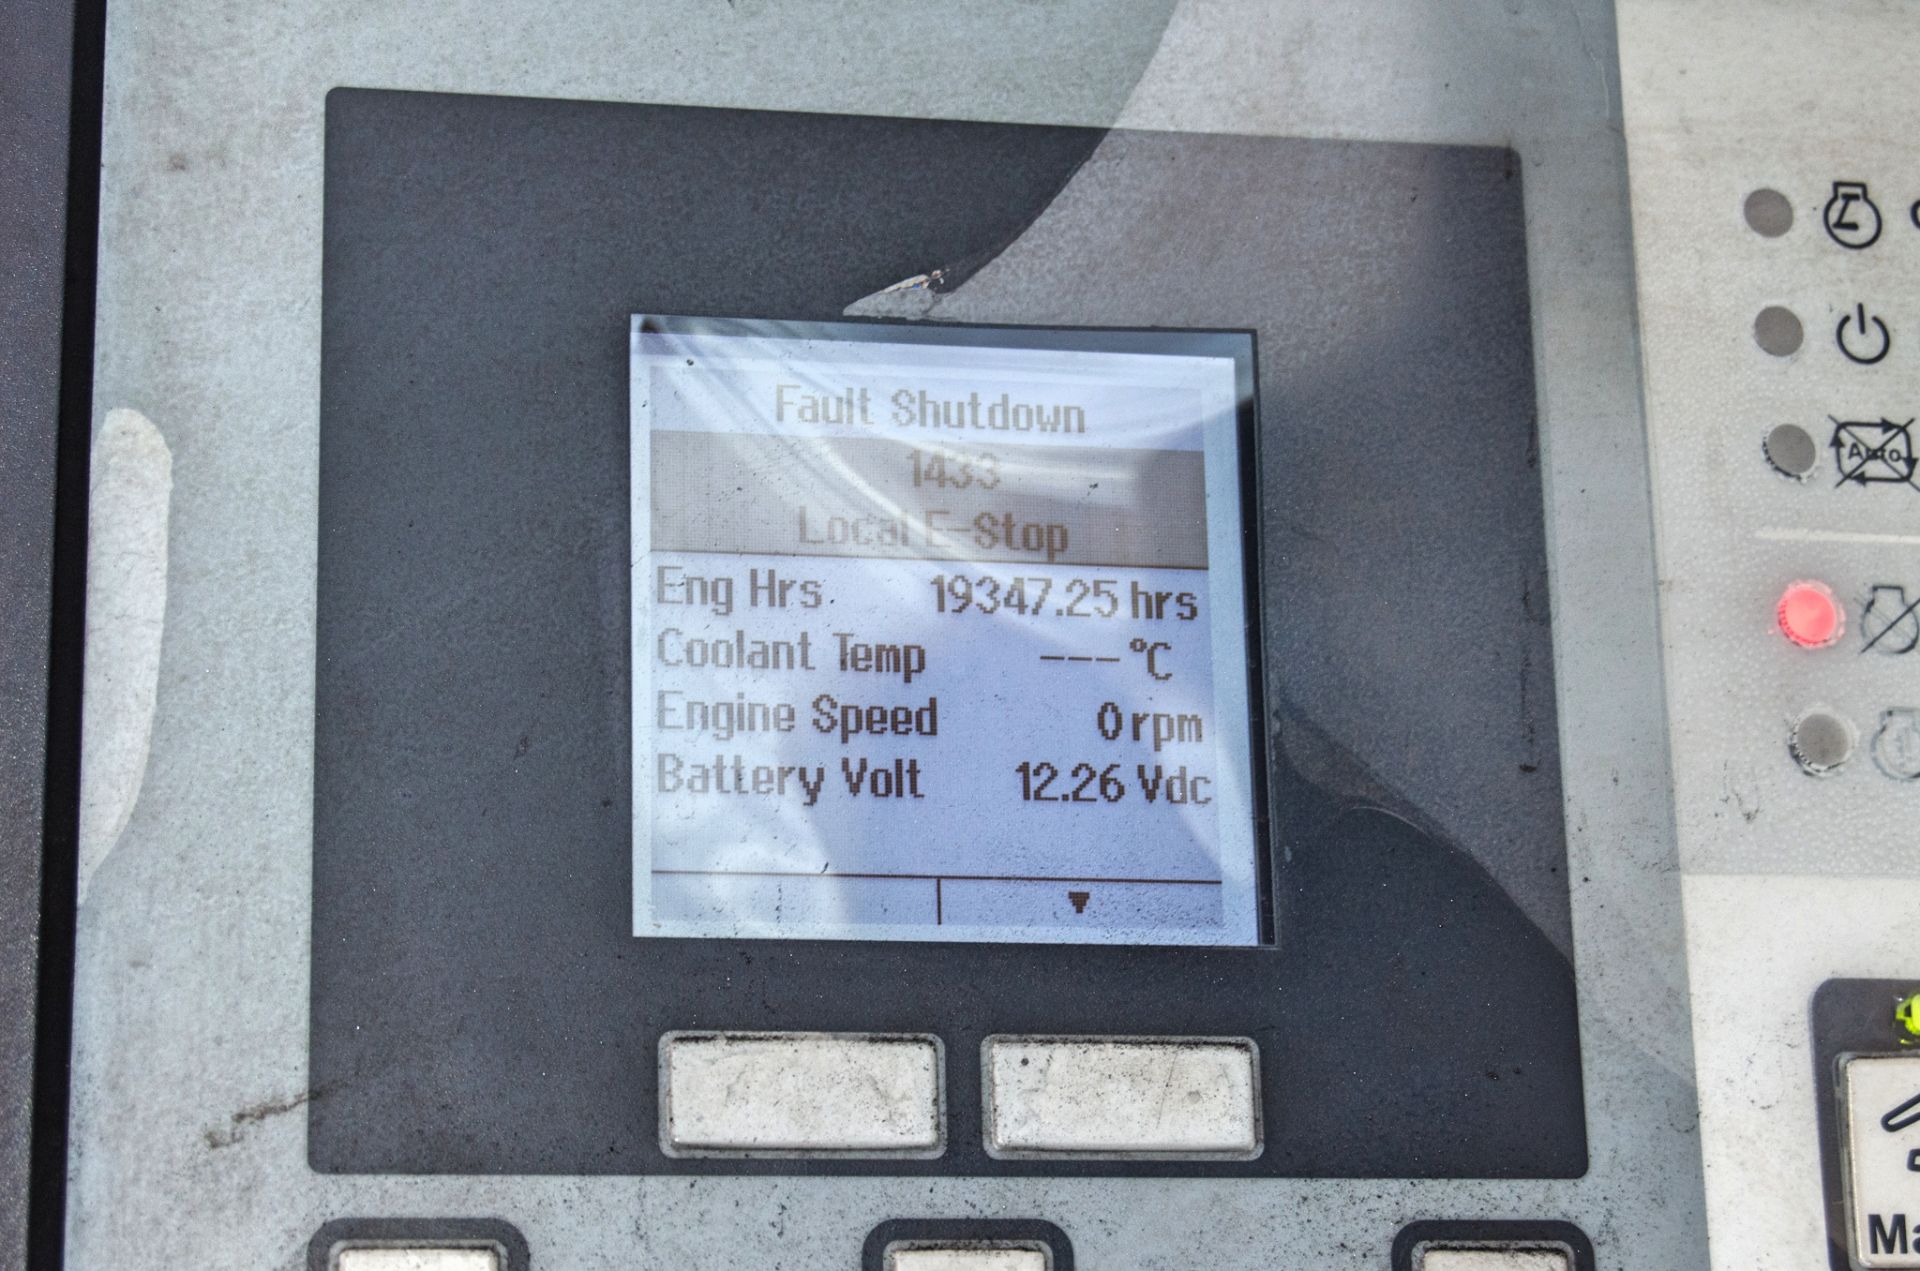 Fault Shutdown
1433
Local E-Stop
Eng Hrs 19347.25 hrs
Coolant Temp --- °C
Engine Speed 0 rpm
Battery Volt 12.26 Vdc
Auto